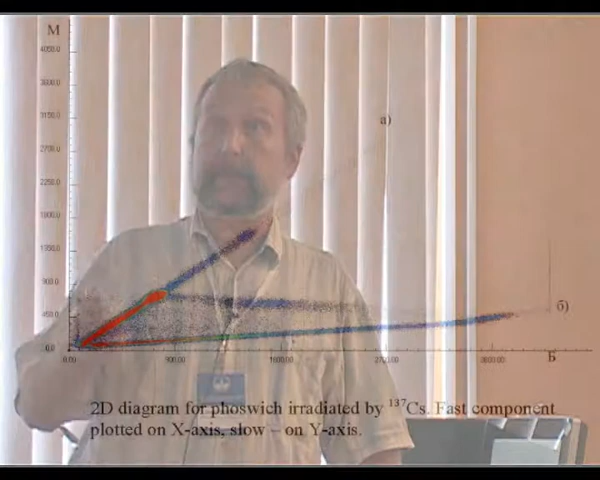 M
4050.0
3600.0
3150.0
2700.0
2250.0
1800.0
1350.0
900.0
450.0
0.0
а)
б)
0.00
900.00
1800.00
2700.00
3600.00
Б
2D diagram for phoswich irradiated by ¹³⁷Cs. Fast component
plotted on X-axis, slow – on Y-axis.